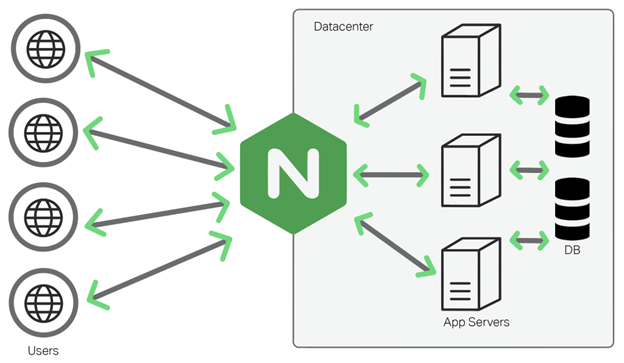 Datacenter
N
DB
App Servers
Users